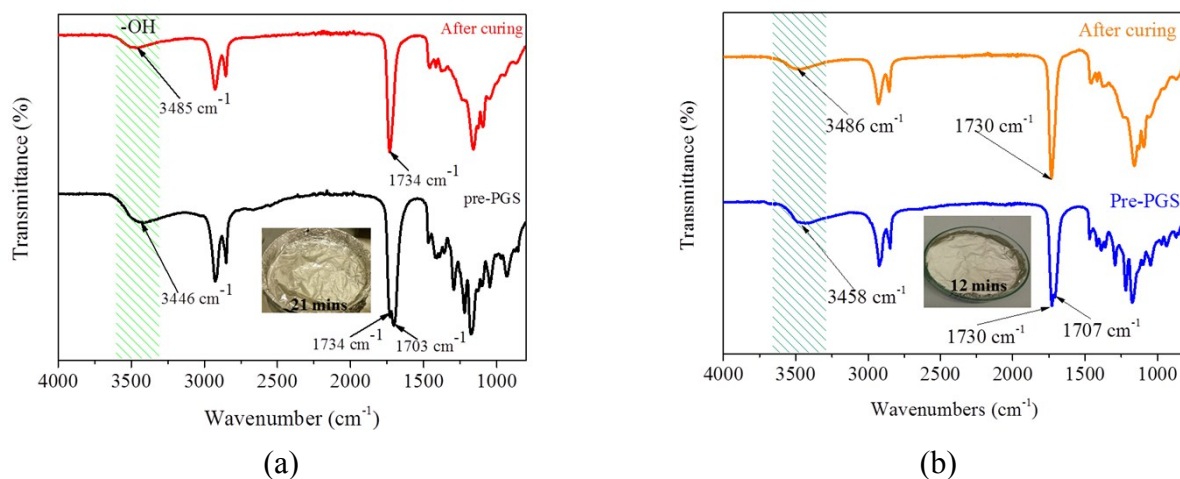 -OH
After curing
3485 cm⁻¹
1734 cm⁻¹
pre-PGS
3446 cm⁻¹
21 mins
1734 cm⁻¹
1703 cm⁻¹
Transmittance (%)
4000 3500 3000 2500 2000 1500 1000
Wavenumber (cm⁻¹)
(a)
After curing
3486 cm⁻¹
1730 cm⁻¹
Pre-PGS
3458 cm⁻¹
12 mins
1730 cm⁻¹
1707 cm⁻¹
Transmittance (%)
4000 3500 3000 2500 2000 1500 1000
Wavenumbers (cm⁻¹)
(b)